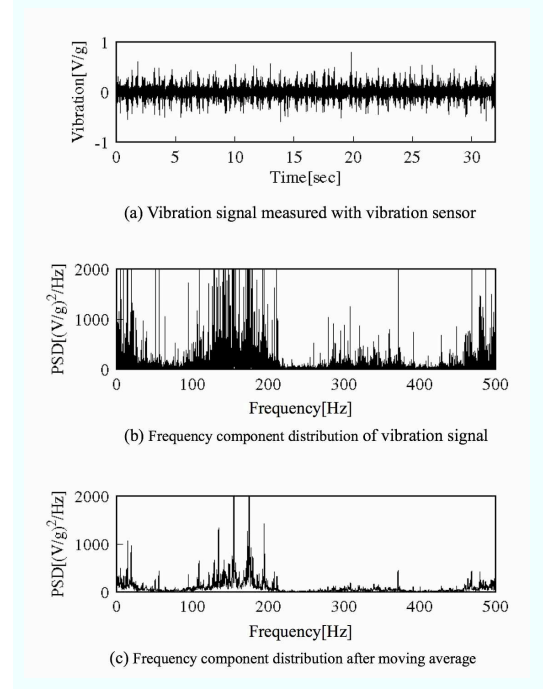 1
Vibration[V/g]
0
-1
0 5 10 15 20 25 30
Time[sec]
(a) Vibration signal measured with vibration sensor
2000
PSD[(V/g)²/Hz]
1000
0
0 100 200 300 400 500
Frequency[Hz]
(b) Frequency component distribution of vibration signal
2000
PSD[(V/g)²/Hz]
1000
0
0 100 200 300 400 500
Frequency[Hz]
(c) Frequency component distribution after moving average